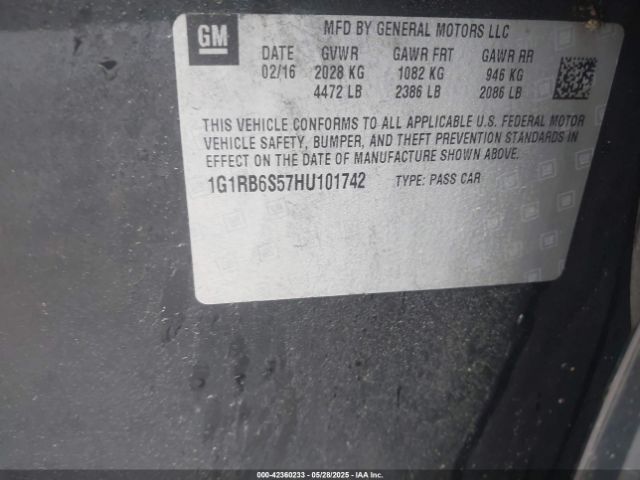 GM
MFD BY GENERAL MOTORS LLC
DATE GVWR GAWR FRT GAWR RR
02/16 2028 KG 1082 KG 946 KG
4472 LB 2386 LB 2086 LB
THIS VEHICLE CONFORMS TO ALL APPLICABLE U.S. FEDERAL MOTOR
VEHICLE SAFETY, BUMPER, AND THEFT PREVENTION STANDARDS IN
EFFECT ON THE DATE OF MANUFACTURE SHOWN ABOVE.
1G1RB6S57HU101742 TYPE: PASS CAR
000-42360233 - 05/28/2025 - IAAI, INC. COPART